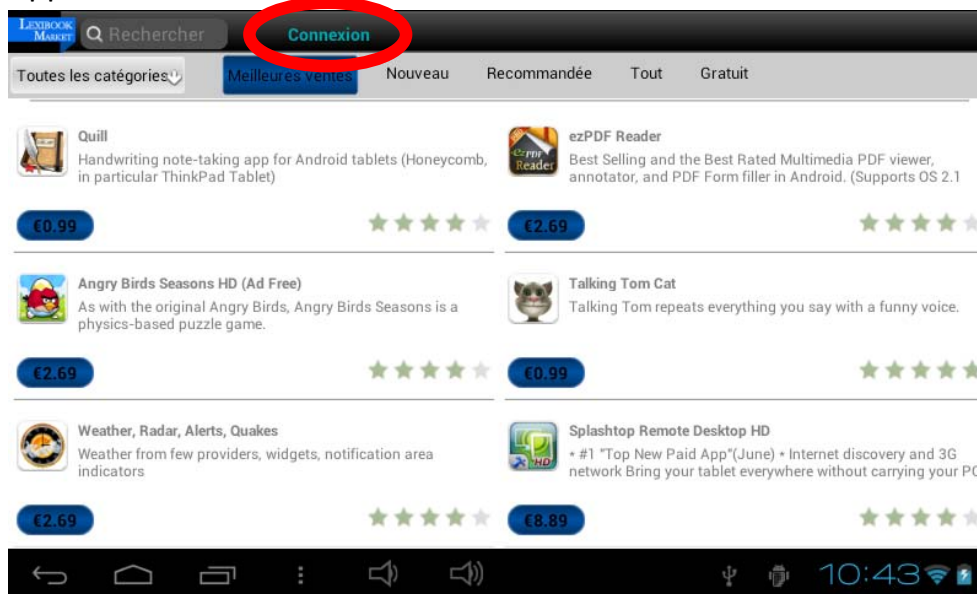 LEXIBOOK
MARKET
Rechercher
Connexion
Toutes les catégories
Meilleures ventes
Nouveau
Recommandée
Tout
Gratuit
Quill
Handwriting note-taking app for Android tablets (Honeycomb,
in particular ThinkPad Tablet)
€0.99
ezPDF Reader
Best Selling and the Best Rated Multimedia PDF viewer,
annotator, and PDF Form filler in Android. (Supports OS 2.1
ezPDF
Reader
€2.69
Angry Birds Seasons HD (Ad Free)
As with the original Angry Birds, Angry Birds Seasons is a
physics-based puzzle game.
€2.69
Talking Tom Cat
Talking Tom repeats everything you say with a funny voice.
€0.99
Weather, Radar, Alerts, Quakes
Weather from few providers, widgets, notification area
indicators
€2.69
Splashtop Remote Desktop HD
* #1 "Top New Paid App"(June) * Internet discovery and 3G
network Bring your tablet everywhere without carrying your PC
HD
€8.89
10:43